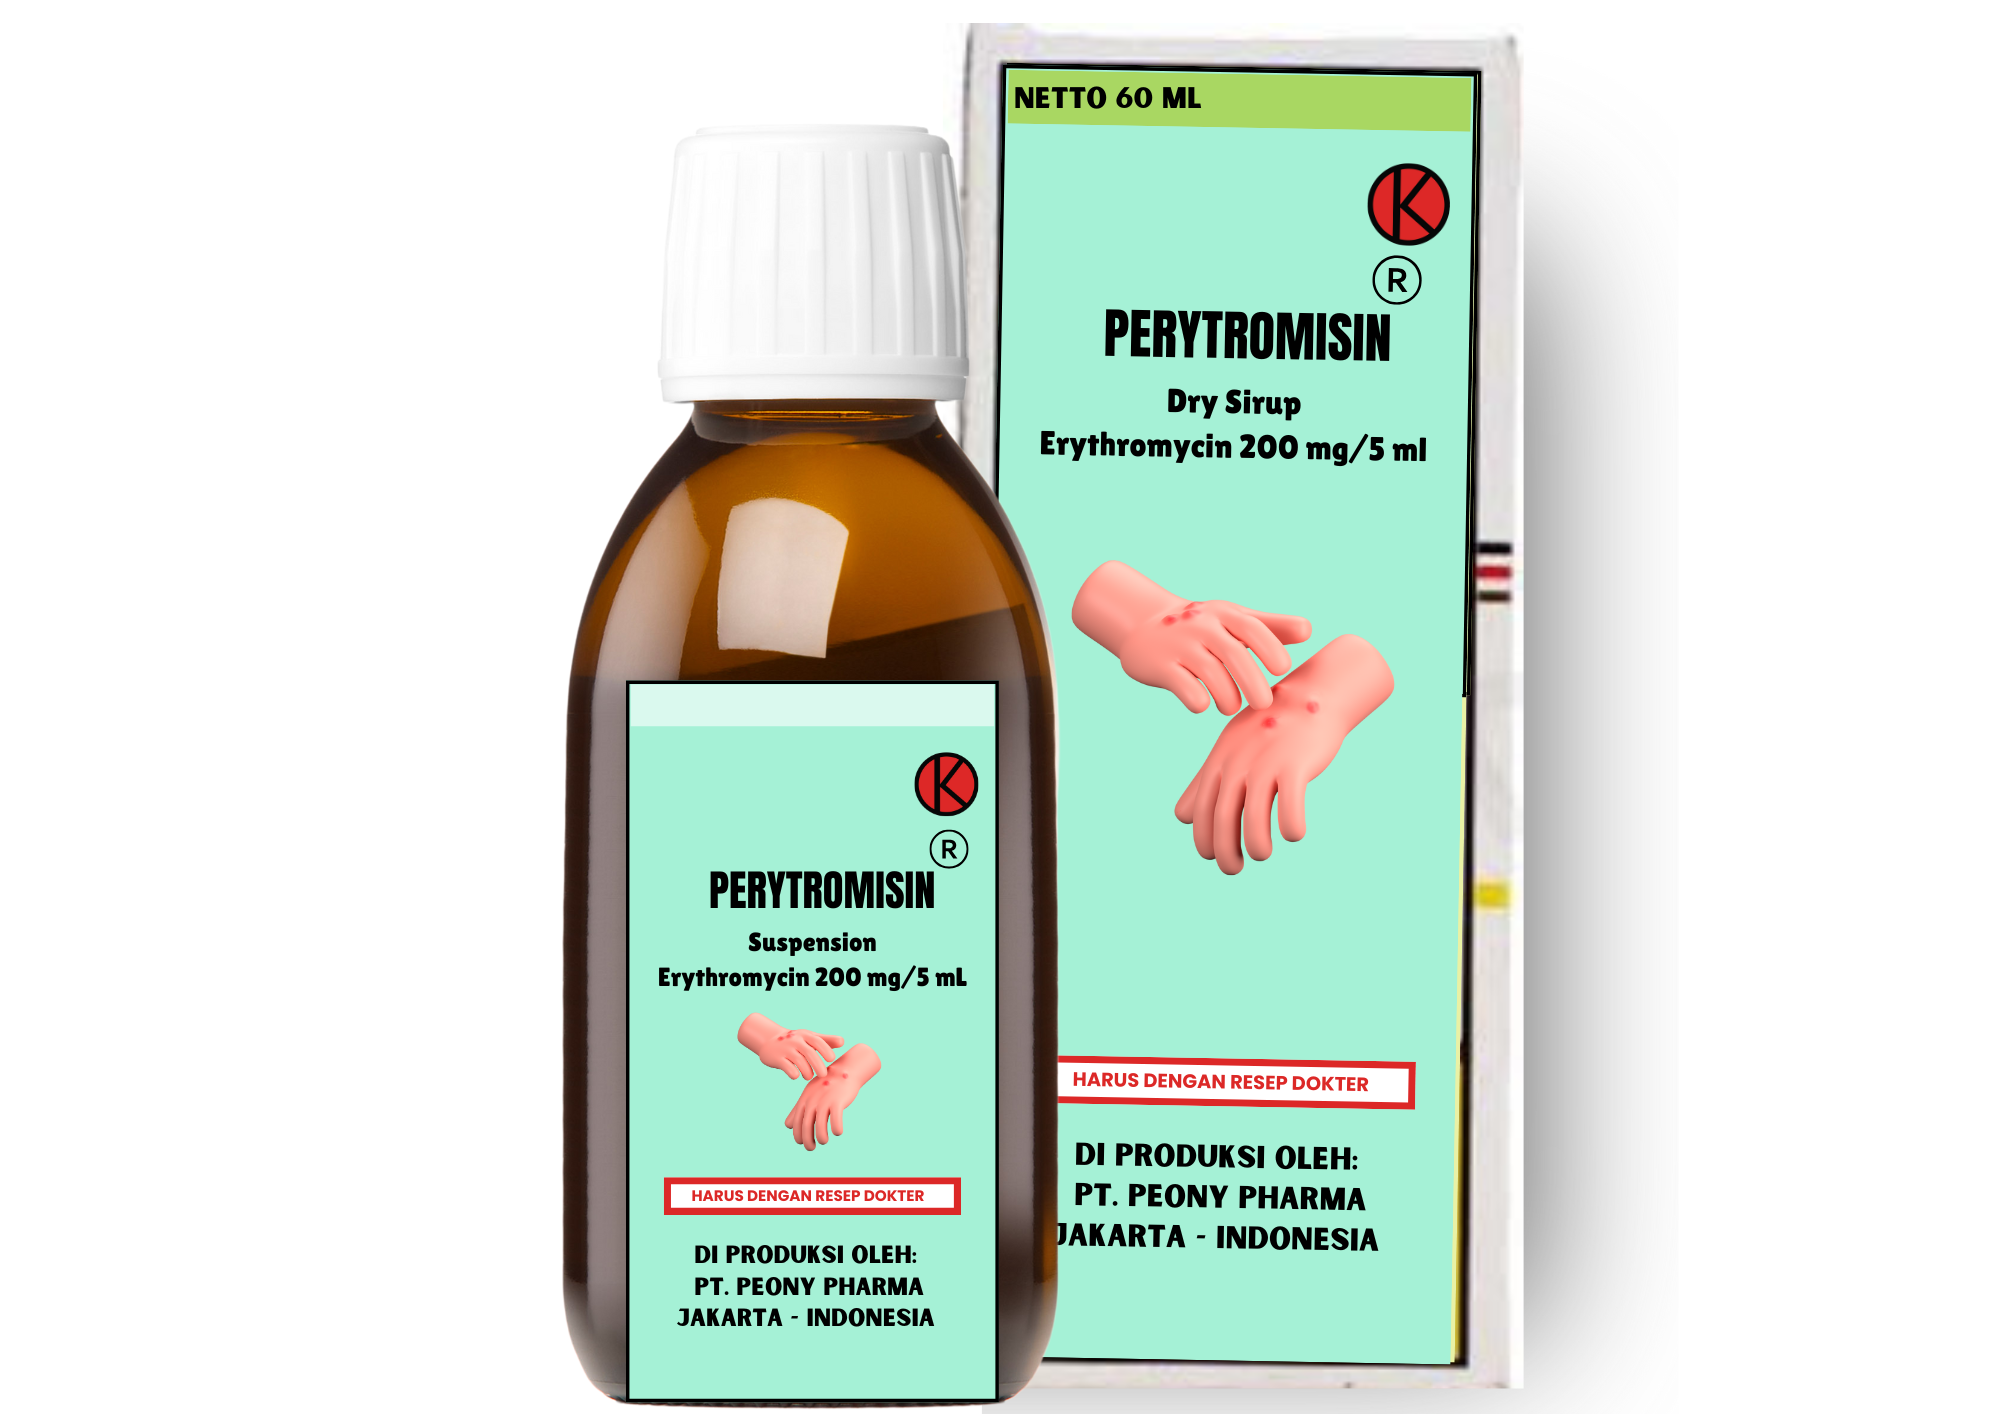 NETTO 60 ML
K
R
PERYTROMISIN
Dry Sirup
Erythromycin 200 mg/5 ml
HARUS DENGAN RESEP DOKTER
DI PRODUKSI OLEH:
PT. PEONY PHARMA
JAKARTA - INDONESIA
K
R
PERYTROMISIN
Suspension
Erythromycin 200 mg/5 mL
HARUS DENGAN RESEP DOKTER
DI PRODUKSI OLEH:
PT. PEONY PHARMA
JAKARTA - INDONESIA